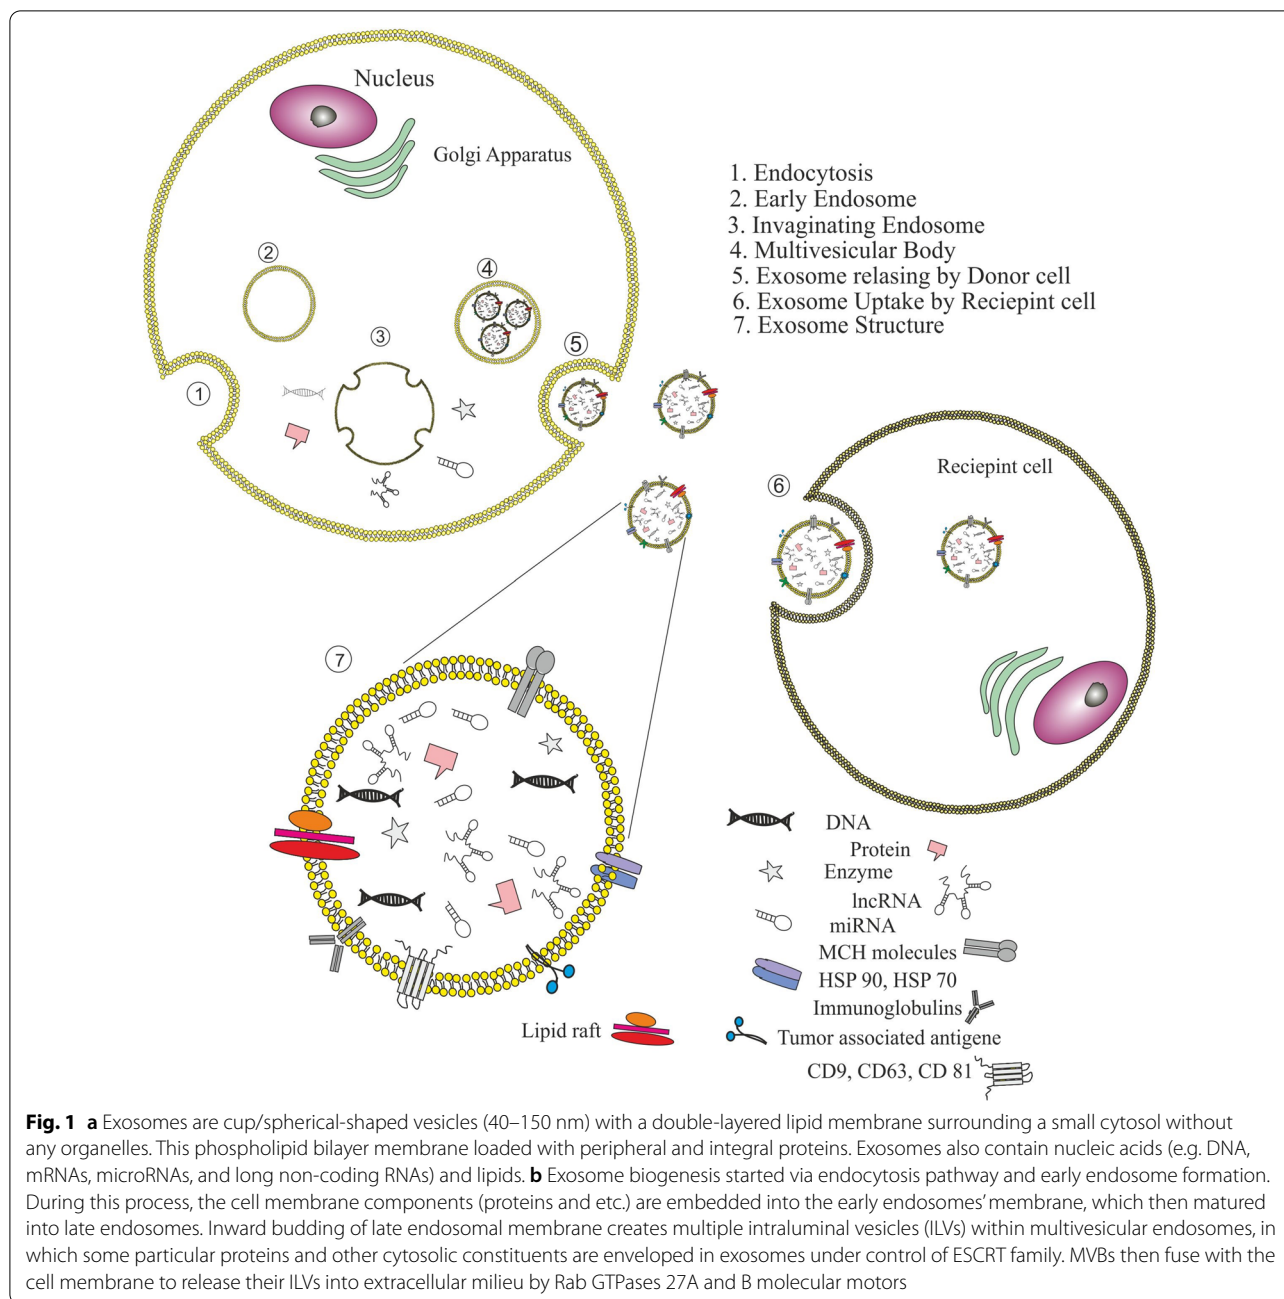 Nucleus
Golgi Apparatus
1. Endocytosis
2. Early Endosome
3. Invaginating Endosome
4. Multivesicular Body
5. Exosome relasing by Donor cell
6. Exosome Uptake by Reciepint cell
7. Exosome Structure
2
4
3
5
1
6
Reciepint cell
7
DNA
Protein
Enzyme
lncRNA
miRNA
MCH molecules
HSP 90, HSP 70
Immunoglobulins
Lipid raft
Tumor associated antigene
CD9, CD63, CD 81
Fig. 1 a Exosomes are cup/spherical-shaped vesicles (40–150 nm) with a double-layered lipid membrane surrounding a small cytosol without
any organelles. This phospholipid bilayer membrane loaded with peripheral and integral proteins. Exosomes also contain nucleic acids (e.g. DNA,
mRNAs, microRNAs, and long non-coding RNAs) and lipids. b Exosome biogenesis started via endocytosis pathway and early endosome formation.
During this process, the cell membrane components (proteins and etc.) are embedded into the early endosomes’ membrane, which then matured
into late endosomes. Inward budding of late endosomal membrane creates multiple intraluminal vesicles (ILVs) within multivesicular endosomes, in
which some particular proteins and other cytosolic constituents are enveloped in exosomes under control of ESCRT family. MVBs then fuse with the
cell membrane to release their ILVs into extracellular milieu by Rab GTPases 27A and B molecular motors